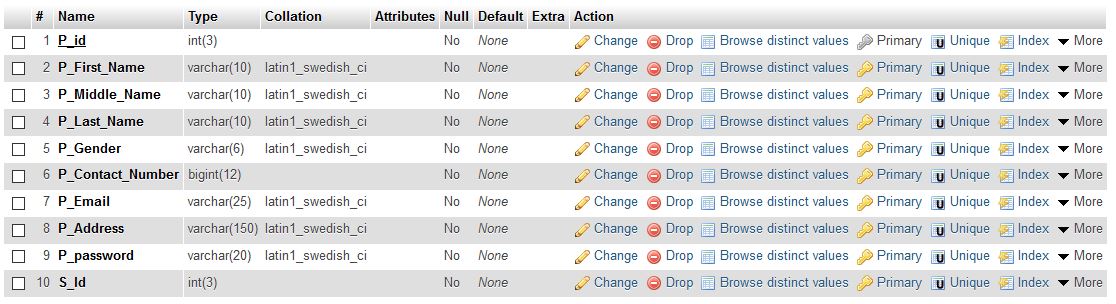 # Name Type Collation Attributes Null Default Extra Action
1 P_id int(3) No None Change Drop Browse distinct values Primary Unique Index More
2 P_First_Name varchar(10) latin1_swedish_ci No None Change Drop Browse distinct values Primary Unique Index More
3 P_Middle_Name varchar(10) latin1_swedish_ci No None Change Drop Browse distinct values Primary Unique Index More
4 P_Last_Name varchar(10) latin1_swedish_ci No None Change Drop Browse distinct values Primary Unique Index More
5 P_Gender varchar(6) latin1_swedish_ci No None Change Drop Browse distinct values Primary Unique Index More
6 P_Contact_Number bigint(12) No None Change Drop Browse distinct values Primary Unique Index More
7 P_Email varchar(25) latin1_swedish_ci No None Change Drop Browse distinct values Primary Unique Index More
8 P_Address varchar(150) latin1_swedish_ci No None Change Drop Browse distinct values Primary Unique Index More
9 P_password varchar(20) latin1_swedish_ci No None Change Drop Browse distinct values Primary Unique Index More
10 S_Id int(3) No None Change Drop Browse distinct values Primary Unique Index More